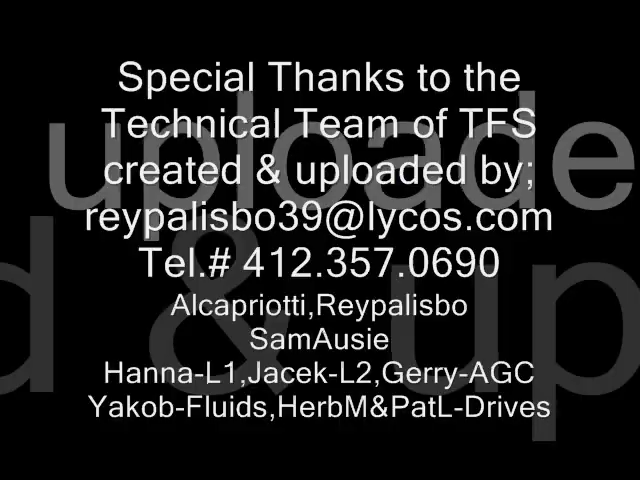 Special Thanks to the
Technical Team of TFS
created & uploaded by;
reypalisbo39@lycos.com
Tel.# 412.357.0690
Alcapriotti,Reypalisbo
SamAusie
Hanna-L1,Jacek-L2,Gerry-AGC
Yakob-Fluids,HerbM&PatL-Drives